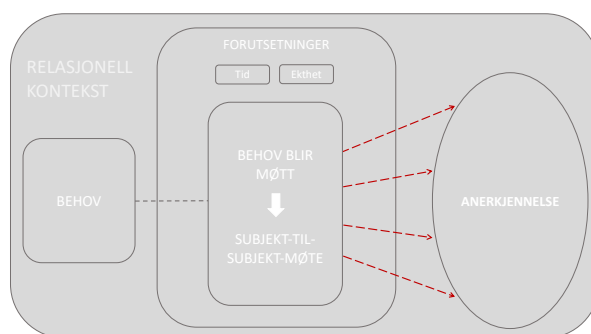 RELASJONELL
KONTEKST
FORUTSETNINGER
Tid
Ekthet
BEHOV
BEHOV BLIR
MØTT
SUBJEKT-TIL-
SUBJEKT-MØTE
ANERKJENNELSE